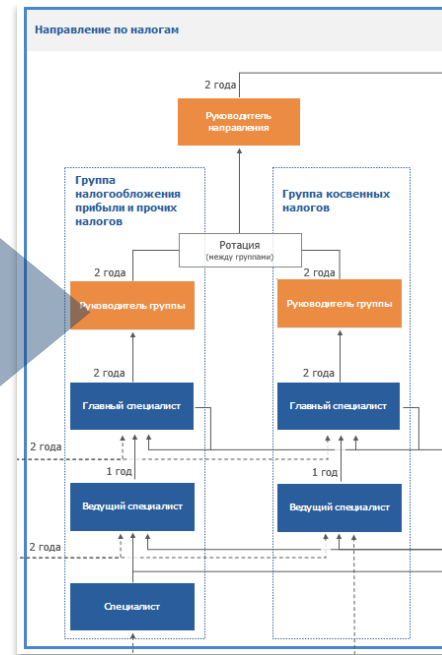 Направление по налогам
2 года
Руководитель
направления
Группа
налогообложения
прибыли и прочих
налогов
Группа косвенных
налогов
Ротация
(между группами)
2 года
2 года
Руководитель группы
Руководитель группы
2 года
2 года
Главный специалист
Главный специалист
2 года
1 год
1 год
Ведущий специалист
Ведущий специалист
2 года
Специалист